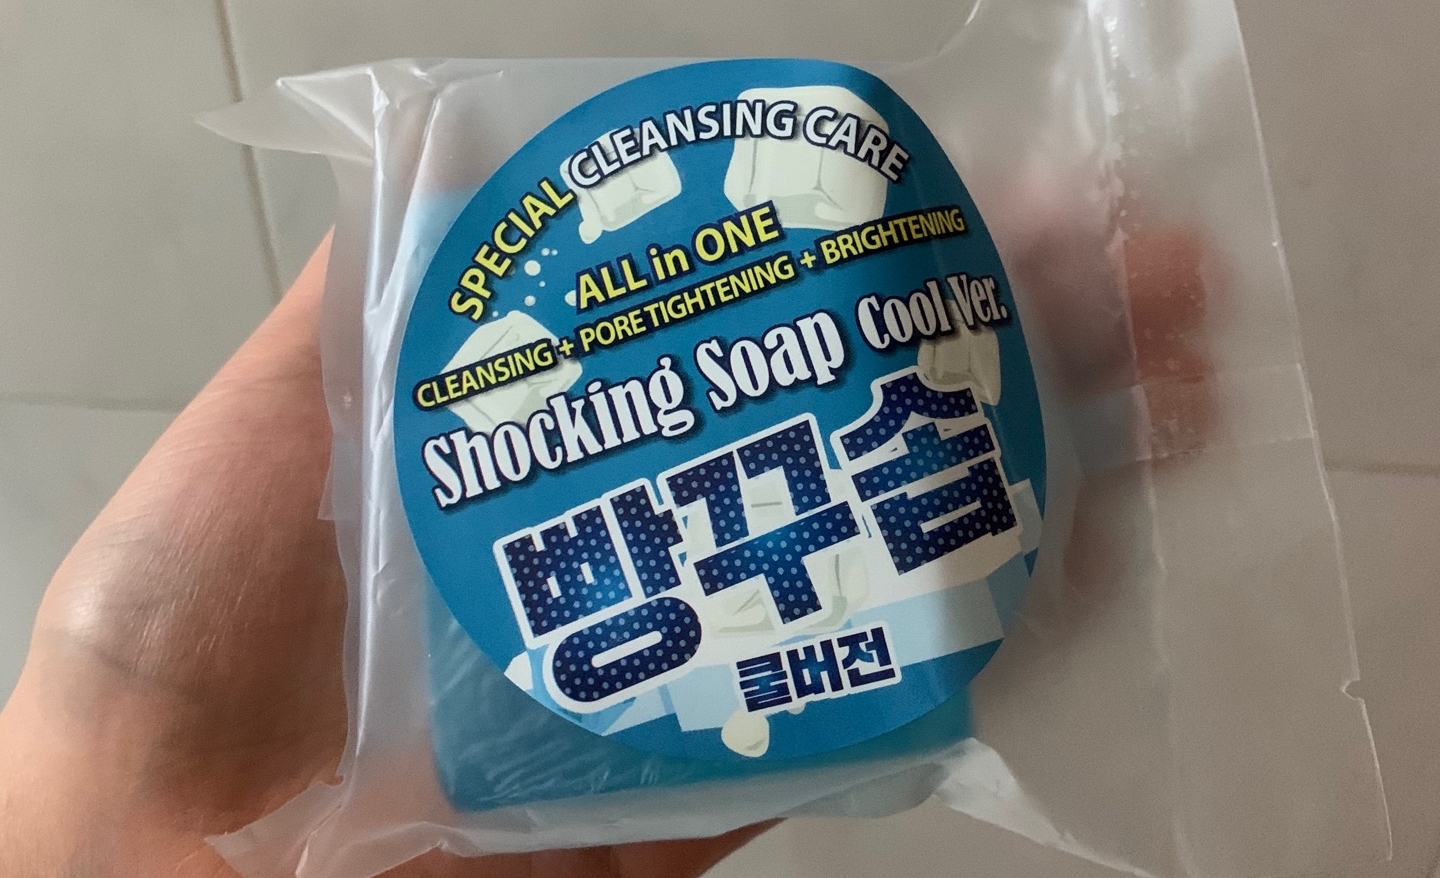 SPECIAL CLEANSING CARE
ALL in ONE
CLEANSING + PORE TIGHTENING + BRIGHTENING
Shocking Soap Cool Ver.
빵꾸솝
쿨버전